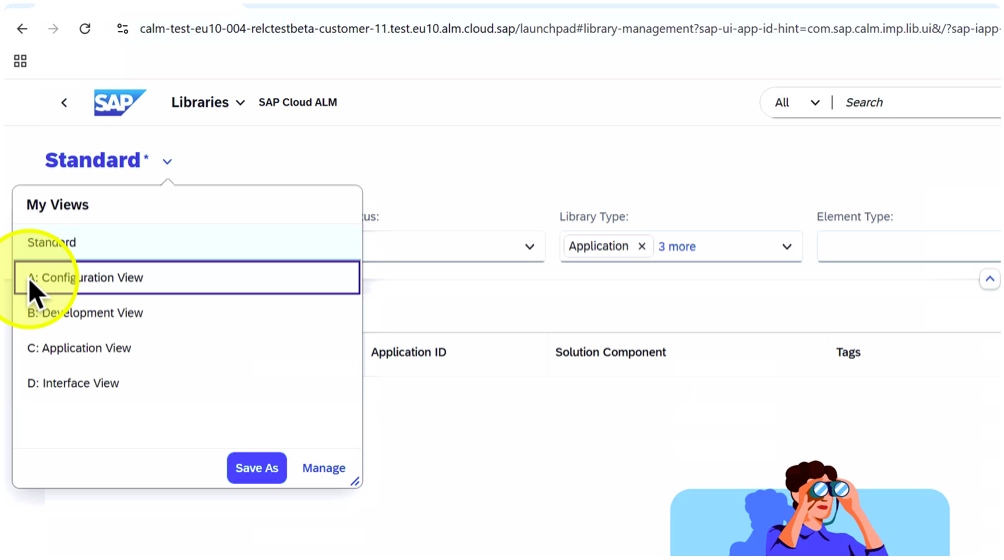 calm-test-eu10-004-relctestbeta-customer-11.test.eu10.alm.cloud.sap/launchpad#library-management?sap-ui-app-id-hint=com.sap.calm.imp.lib.ui&/?sap-iapp-
SAP Libraries SAP Cloud ALM All Search
Standard*
My Views
Standard
A: Configuration View
B: Development View
C: Application View
D: Interface View
Save As Manage
tus: Library Type: Element Type:
Application 3 more
Application ID Solution Component Tags